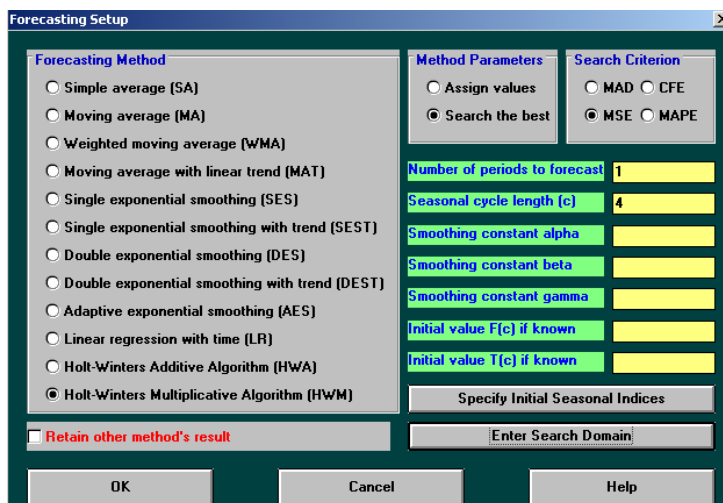 Forecasting Setup
Forecasting Method
Simple average (SA)
Moving average (MA)
Weighted moving average (WMA)
Moving average with linear trend (MAT)
Single exponential smoothing (SES)
Single exponential smoothing with trend (SEST)
Double exponential smoothing (DES)
Double exponential smoothing with trend (DEST)
Adaptive exponential smoothing (AES)
Linear regression with time (LR)
Holt-Winters Additive Algorithm (HWA)
Holt-Winters Multiplicative Algorithm (HWM)
Retain other method's result
Method Parameters
Assign values
Search the best
Search Criterion
MAD CFE
MSE MAPE
Number of periods to forecast 1
Seasonal cycle length (c) 4
Smoothing constant alpha
Smoothing constant beta
Smoothing constant gamma
Initial value F(c) if known
Initial value T(c) if known
Specify Initial Seasonal Indices
Enter Search Domain
OK Cancel Help